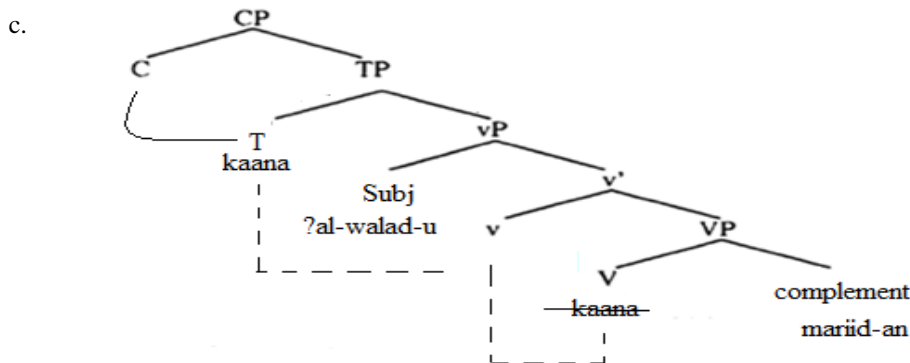 c.
CP
C TP
T vP
kaana
Subj v'
?al-walad-u v VP
V
kaana complement
mariid-an